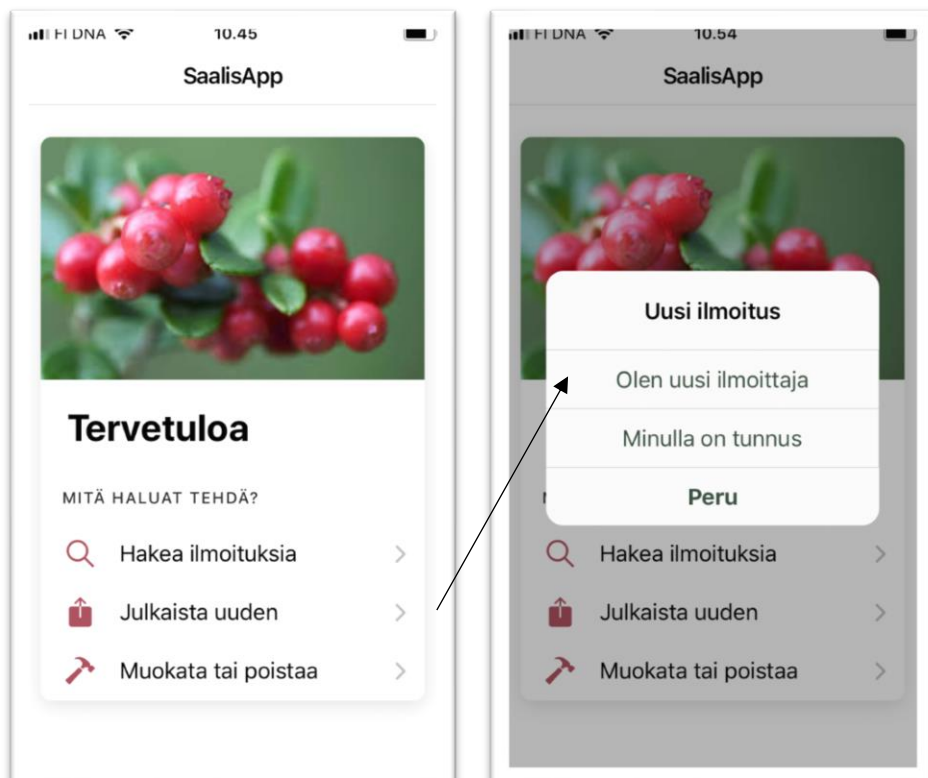 FI DNA 10.45
SaalisApp
Tervetuloa
MITÄ HALUAT TEHDÄ?
Hakea ilmoituksia
Julkaista uuden
Muokata tai poistaa
FI DNA 10.54
SaalisApp
Uusi ilmoitus
Olen uusi ilmoittaja
Minulla on tunnus
Peru
M
Hakea ilmoituksia
Julkaista uuden
Muokata tai poistaa